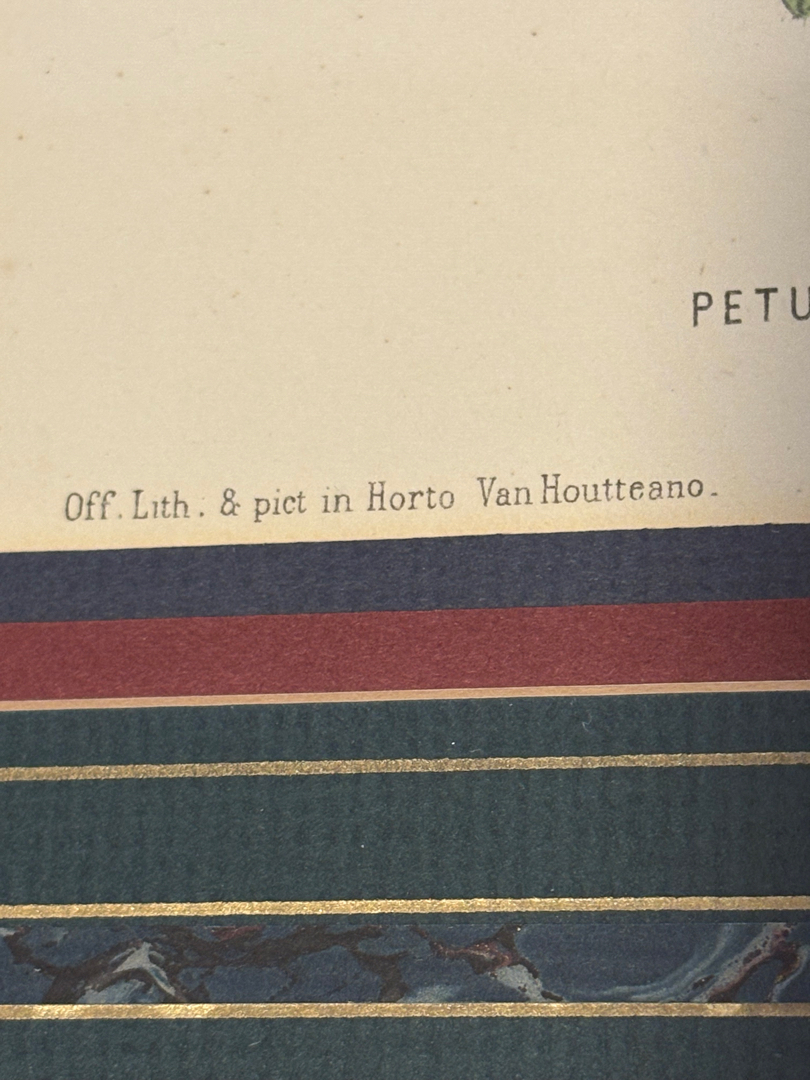 PETU
Off. Lith. & pict in Horto Van Houtteano.